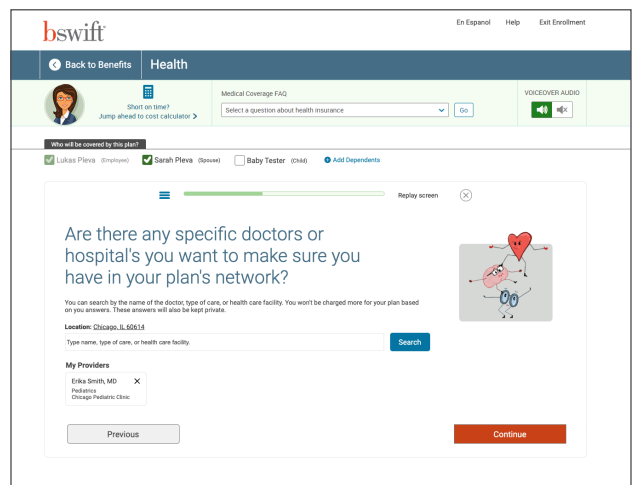 bswift
En Espanol Help Exit Enrollment
Back to Benefits Health
Short on time?
Jump ahead to cost calculator >
Medical Coverage FAQ
Select a question about health insurance
Go
VOICEOVER AUDIO
Who will be covered by this plan?
Lukas Pleva (Employee) Sarah Pleva (Spouse) Baby Tester (Child) Add Dependents
Replay screen
Are there any specific doctors or
hospital's you want to make sure you
have in your plan's network?
You can search by the name of the doctor, type of care, or health care facility. You won't be charged more for your plan based
on you answers. These answers will also be kept private.
Location: Chicago, IL 60614
Type name, type of care, or health care facility.
Search
My Providers
Erika Smith, MD X
Pediatrics
Chicago Pediatric Clinic
Previous
Continue